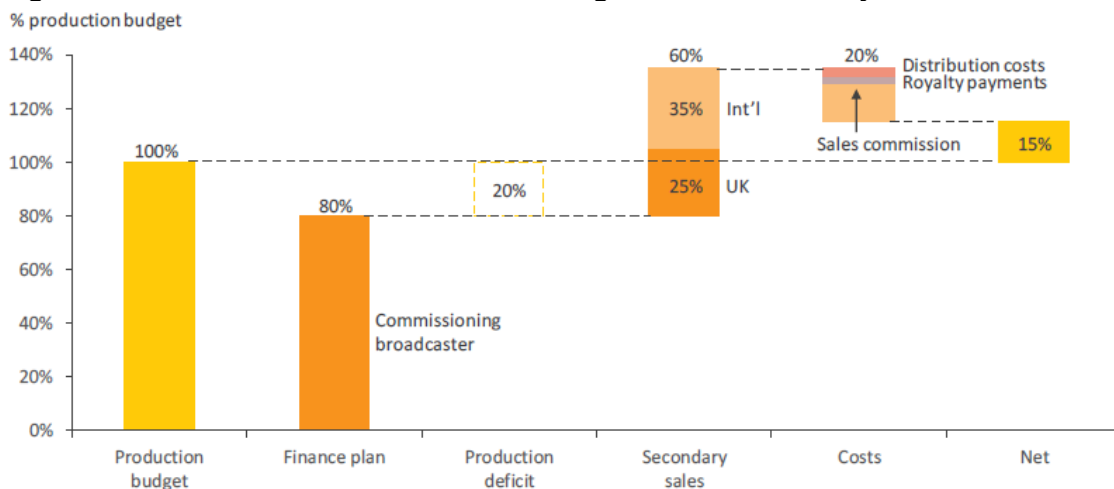 % production budget
140%
120%
100%
80%
60%
40%
20%
0%
100%
80%
Commissioning
broadcaster
20%
60%
35%
Int'l
25%
UK
20%
Distribution costs
Royalty payments
Sales commission
15%
Production
budget
Finance plan
Production
deficit
Secondary
sales
Costs
Net